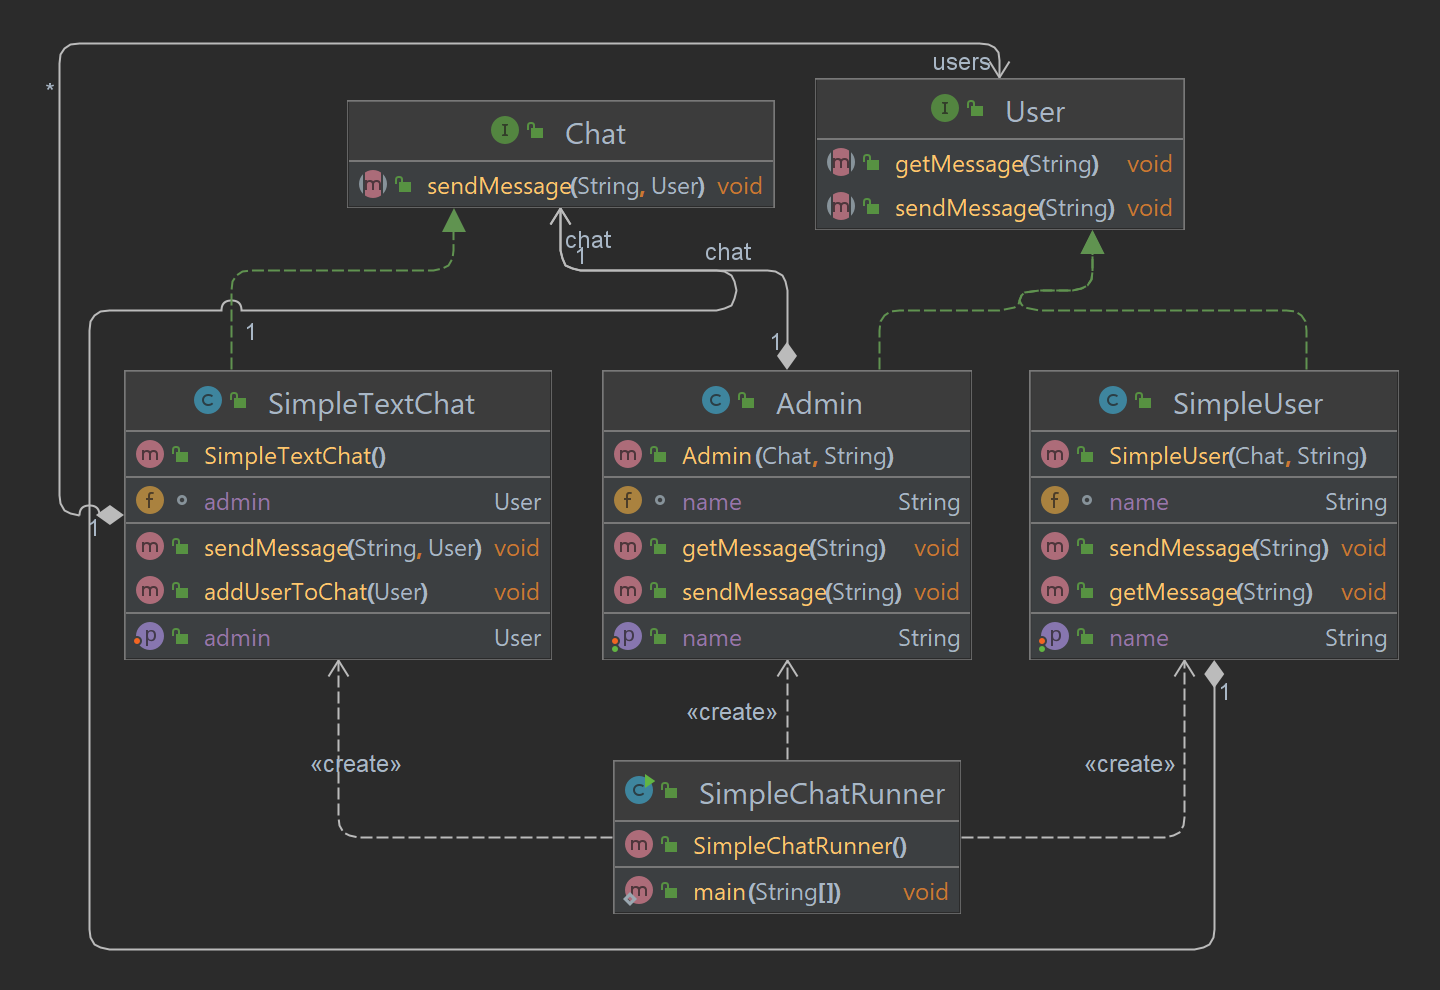 users
*
I User
I Chat
m getMessage(String) void
m sendMessage(String, User) void
m sendMessage(String) void
chat
1
chat
1
1
C SimpleTextChat
m SimpleTextChat()
f admin User
1
m sendMessage(String, User) void
m addUserToChat(User) void
p admin User
C Admin
m Admin(Chat, String)
f name String
m getMessage(String) void
m sendMessage(String) void
p name String
C SimpleUser
m SimpleUser(Chat, String)
f name String
m sendMessage(String) void
m getMessage(String) void
p name String
1
«create»
«create»
«create»
C SimpleChatRunner
m SimpleChatRunner()
m main(String[]) void